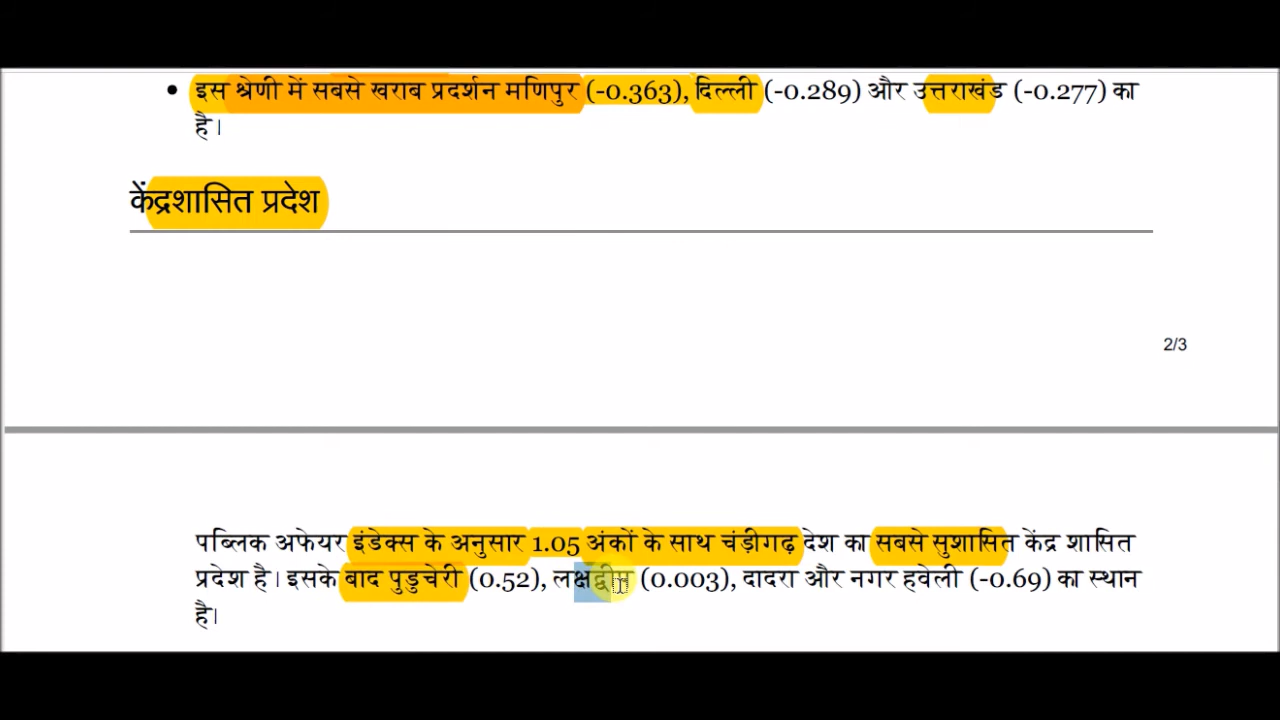 • इस श्रेणी में सबसे खराब प्रदर्शन मणिपुर (-0.363), दिल्ली (-0.289) और उत्तराखंड (-0.277) का
है।
केंद्रशासित प्रदेश
2/3
पब्लिक अफेयर इंडेक्स के अनुसार 1.05 अंकों के साथ चंड़ीगढ़ देश का सबसे सुशासित केंद्र शासित
प्रदेश है। इसके बाद पुडुचेरी (0.52), लक्षद्वीप (0.003), दादरा और नगर हवेली (-0.69) का स्थान
है।